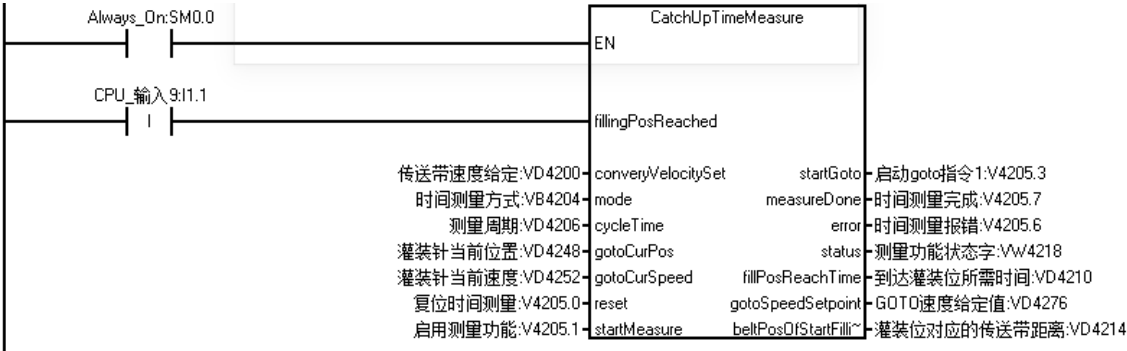 Always_On:SM0.0
CatchUpTimeMeasure
EN
CPU_输入9:I1.1
I
fillingPosReached
传送带速度给定:VD4200 converyVelocitySet startGoto 启动goto指令1:V4205.3
时间测量方式:VB4204 mode measureDone 时间测量完成:V4205.7
测量周期:VD4206 cycleTime error 时间测量报错:V4205.6
灌装针当前位置:VD4248 gotoCurPos status 测量功能状态字:VW4218
灌装针当前速度:VD4252 gotoCurSpeed fillPosReachTime 到达灌装位所需时间:VD4210
复位时间测量:V4205.0 reset gotoSpeedSetpoint GOTO速度给定值:VD4276
启用测量功能:V4205.1 startMeasure beltPosOfStartFilli~ 灌装位对应的传送带距离:VD4214